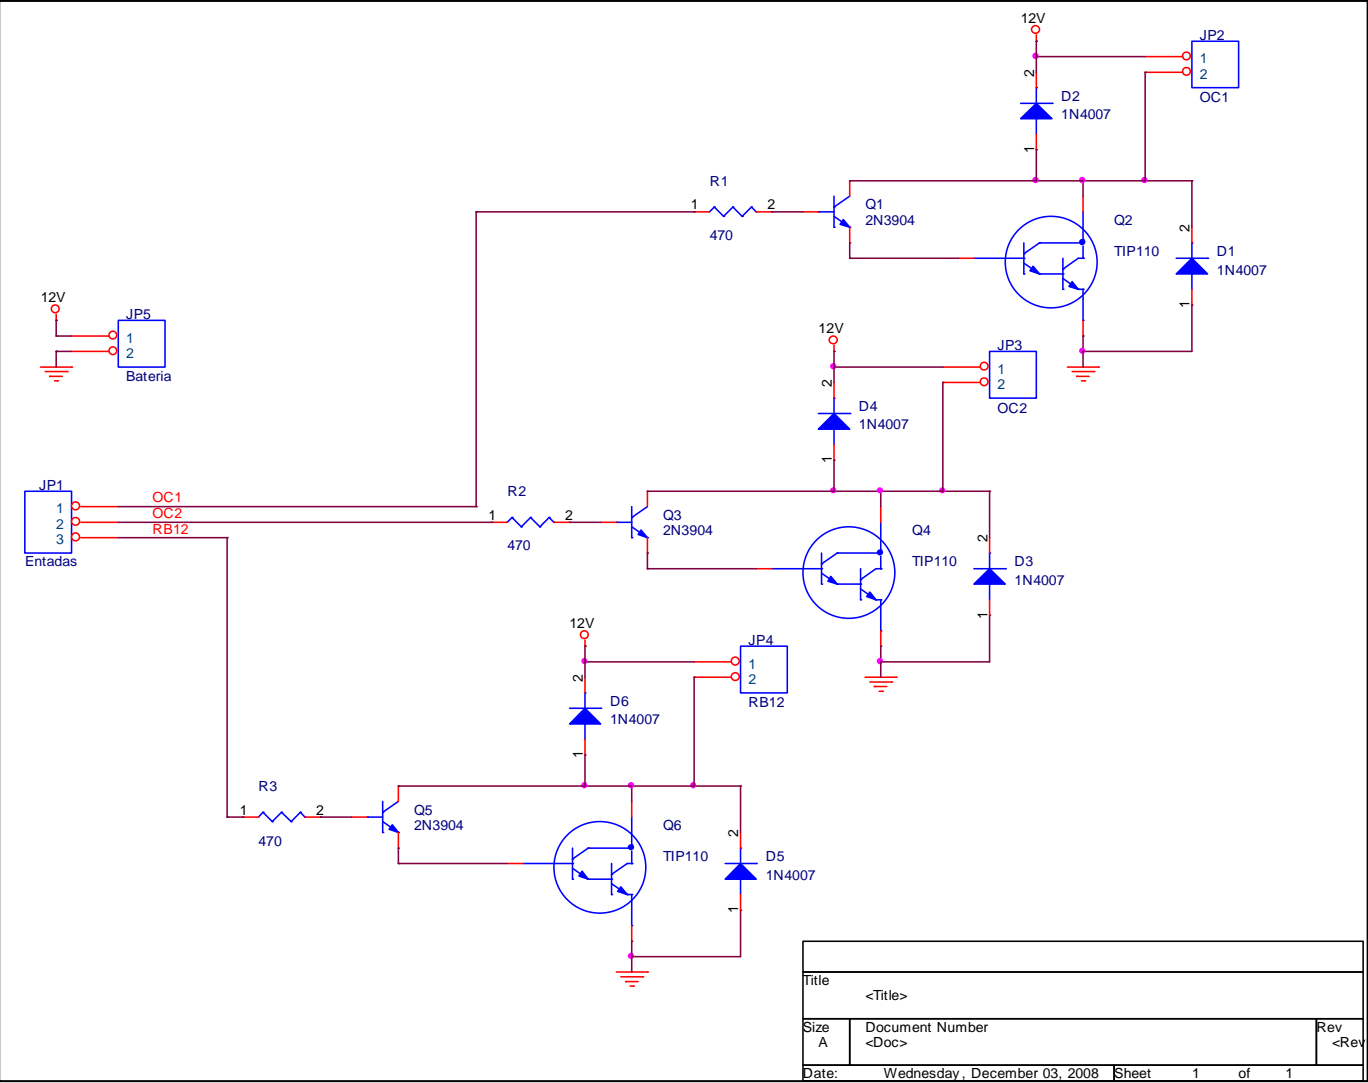 12V
JP2
1
2
OC1
2
D2
1N4007
1
R1
1
2
470
Q1
2N3904
Q2
TIP110
2
D1
1N4007
1
12V
JP5
1
2
Bateria
12V
JP3
1
2
OC2
2
D4
1N4007
1
JP1
1
2
3
Entadas
OC1
OC2
RB12
R2
1
2
470
Q3
2N3904
Q4
TIP110
2
D3
1N4007
1
12V
JP4
1
2
RB12
2
D6
1N4007
1
R3
1
2
470
Q5
2N3904
Q6
TIP110
2
D5
1N4007
1
Title
<Title>
Size
A
Document Number
<Doc>
Rev
<Rev
Date: Wednesday, December 03, 2008 Sheet 1 of 1